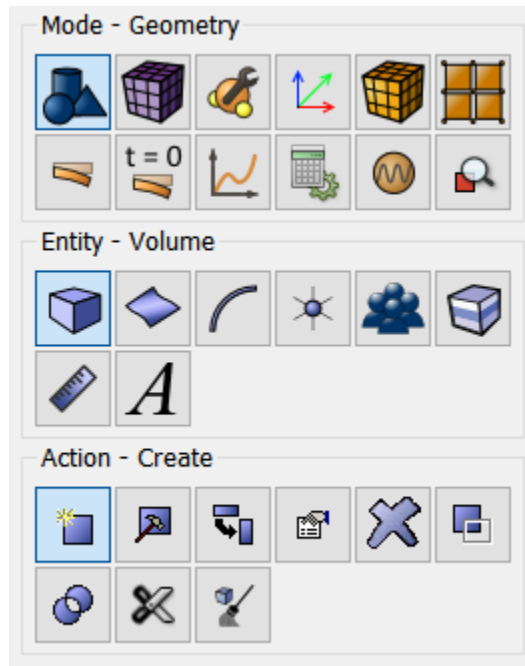 Mode - Geometry
t = 0
Entity - Volume
A
Action - Create